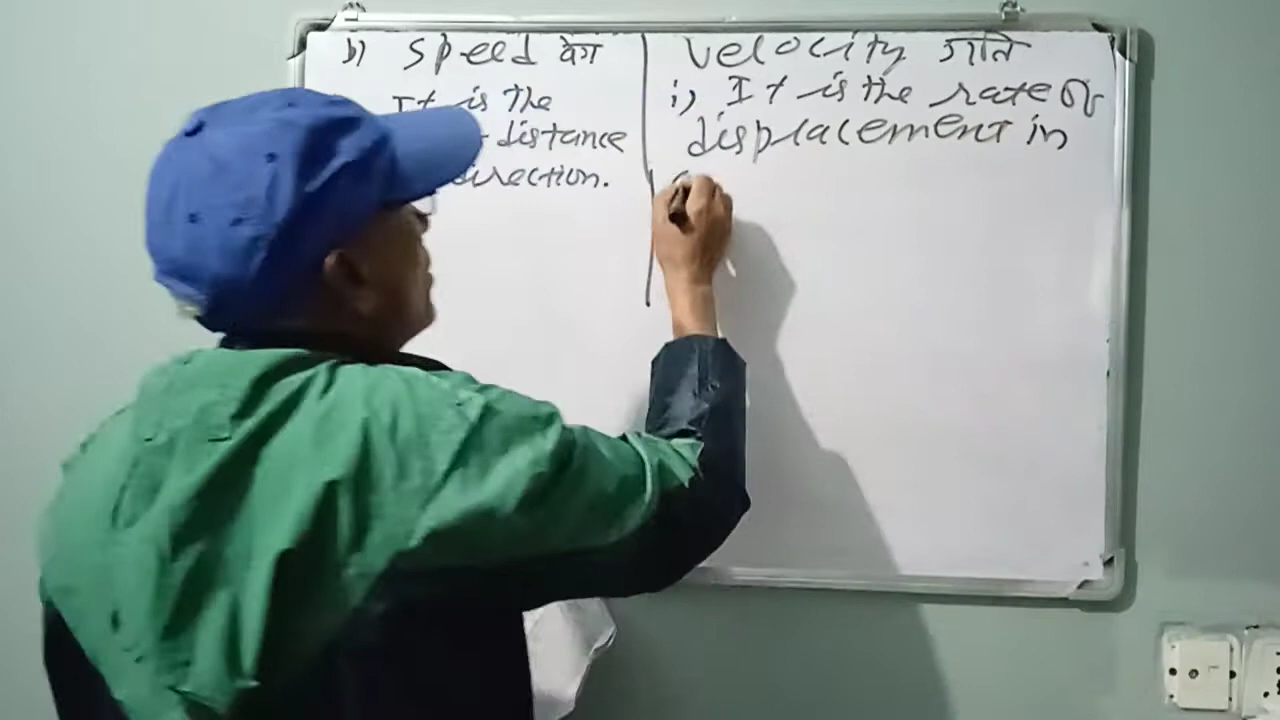 b) Speed वेग
It is the
distance
direction.
Velocity गति
i) It is the rate of
displacement in